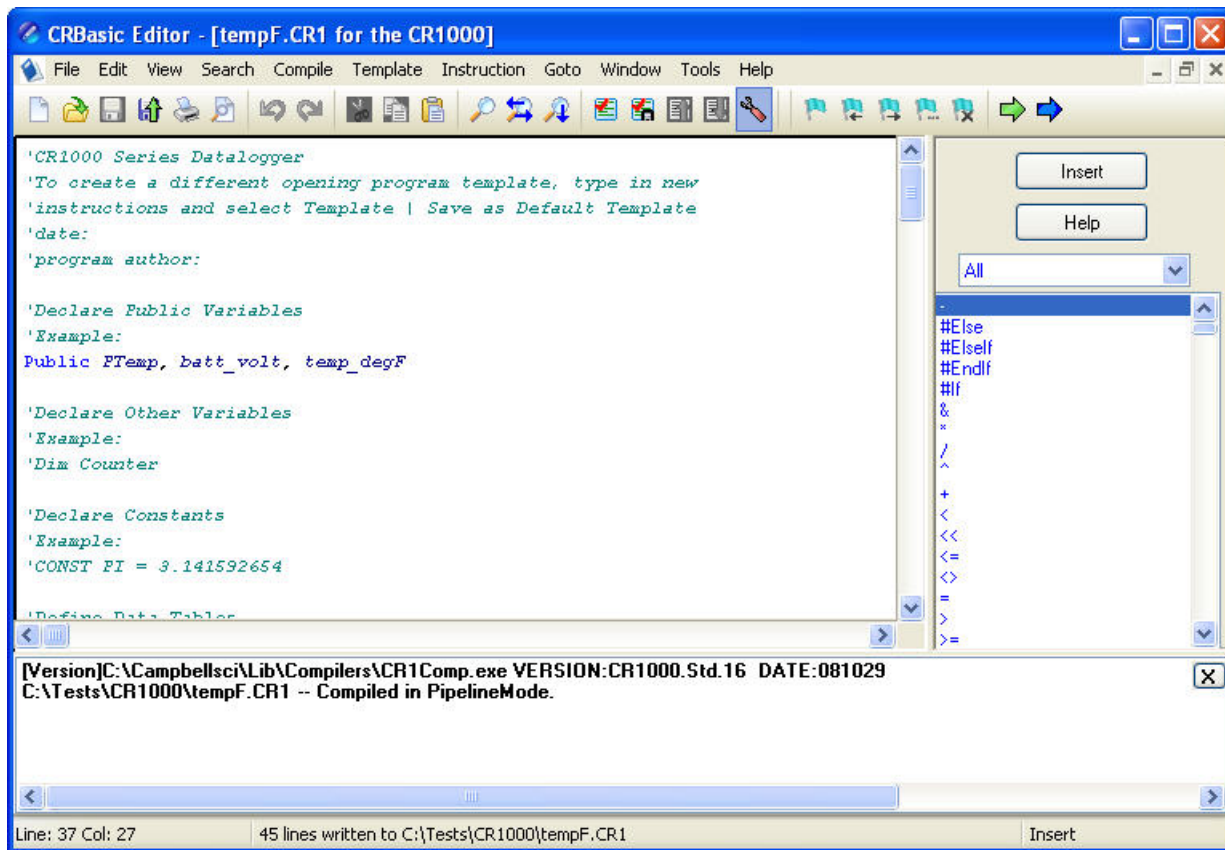 CRBasic Editor - [tempF.CR1 for the CR1000]
File Edit View Search Compile Template Instruction Goto Window Tools Help
'CR1000 Series Datalogger
'To create a different opening program template, type in new
'instructions and select Template | Save as Default Template
'date:
'program author:
'Declare Public Variables
'Example:
Public PTemp, batt_volt, temp_degF
'Declare Other Variables
'Example:
'Dim Counter
'Declare Constants
'Example:
'CONST PI = 3.141592654
'Define Data Tables
Insert
Help
All
-
#Else
#ElseIf
#EndIf
#If
&
*
/
^
+
<
<<
<=
<>
=
>
>=
[Version]C:\Campbellsci\Lib\Compilers\CR1Comp.exe VERSION:CR1000.Std.16 DATE:081029
C:\Tests\CR1000\tempF.CR1 -- Compiled in PipelineMode.
Line: 37 Col: 27
45 lines written to C:\Tests\CR1000\tempF.CR1
Insert